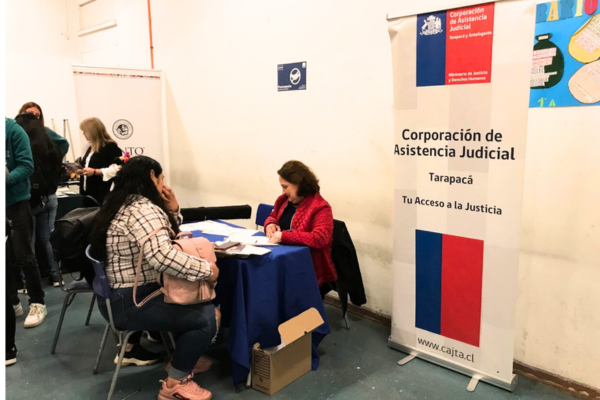 Corporación de
Asistencia Judicial
Tarapacá y Antofagasta
Ministerio de Justicia
y Derechos Humanos
Corporación de
Asistencia Judicial
Tarapacá
Tu Acceso a la Justicia
www.cajta.cl